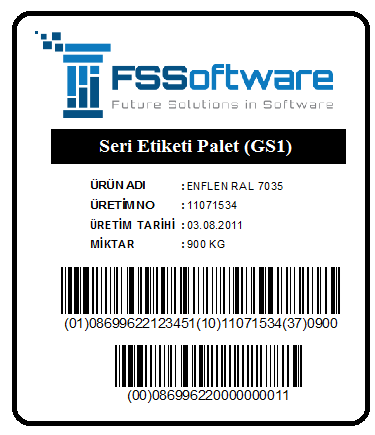 FSSoftware
Future Solutions in Software
Seri Etiketi Palet (GS1)
ÜRÜN ADI : ENFLEN RAL 7035
ÜRETİM NO : 11071534
ÜRETİM TARİHİ : 03.08.2011
MİKTAR : 900 KG
(01)08699622123451(10)11071534(37)0900
(00)086996220000000011